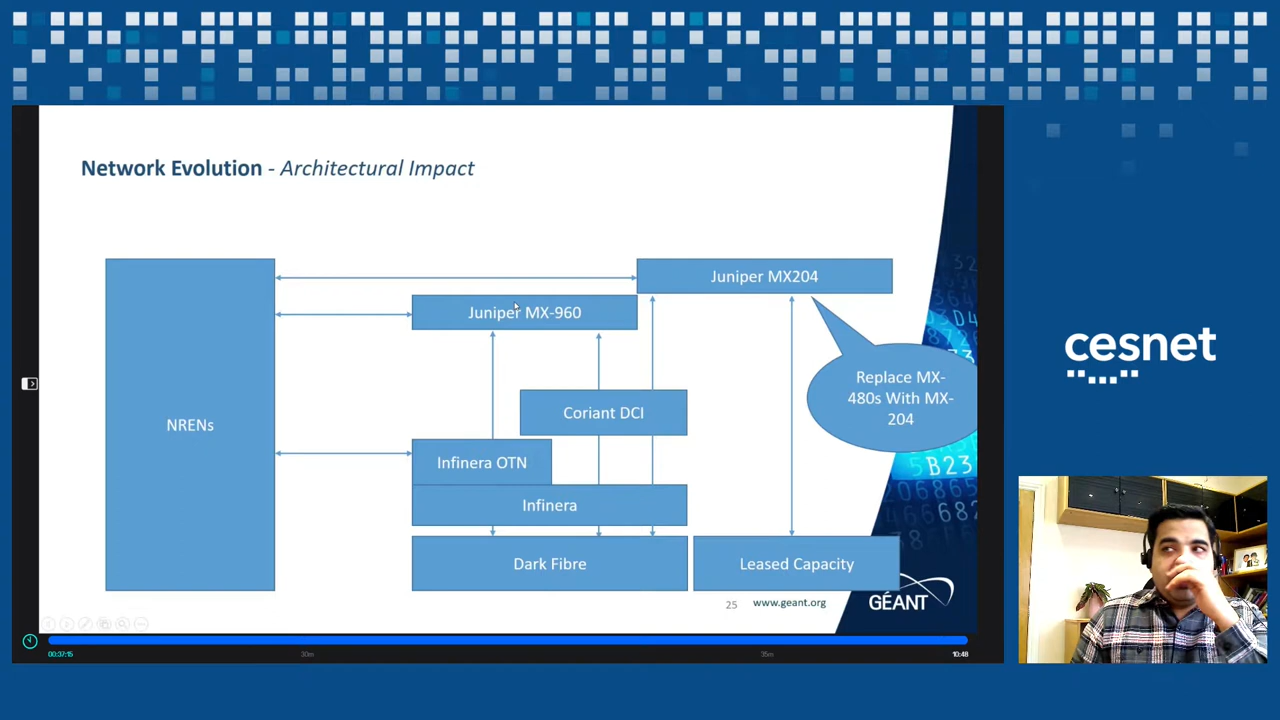 Network Evolution - Architectural Impact
Juniper MX204
Juniper MX-960
Replace MX-
480s With MX-
204
Coriant DCI
NRENs
Infinera OTN
Infinera
Dark Fibre
Leased Capacity
25
www.geant.org
GÉANT
cesnet
00:37:15
30m
35m
10:48